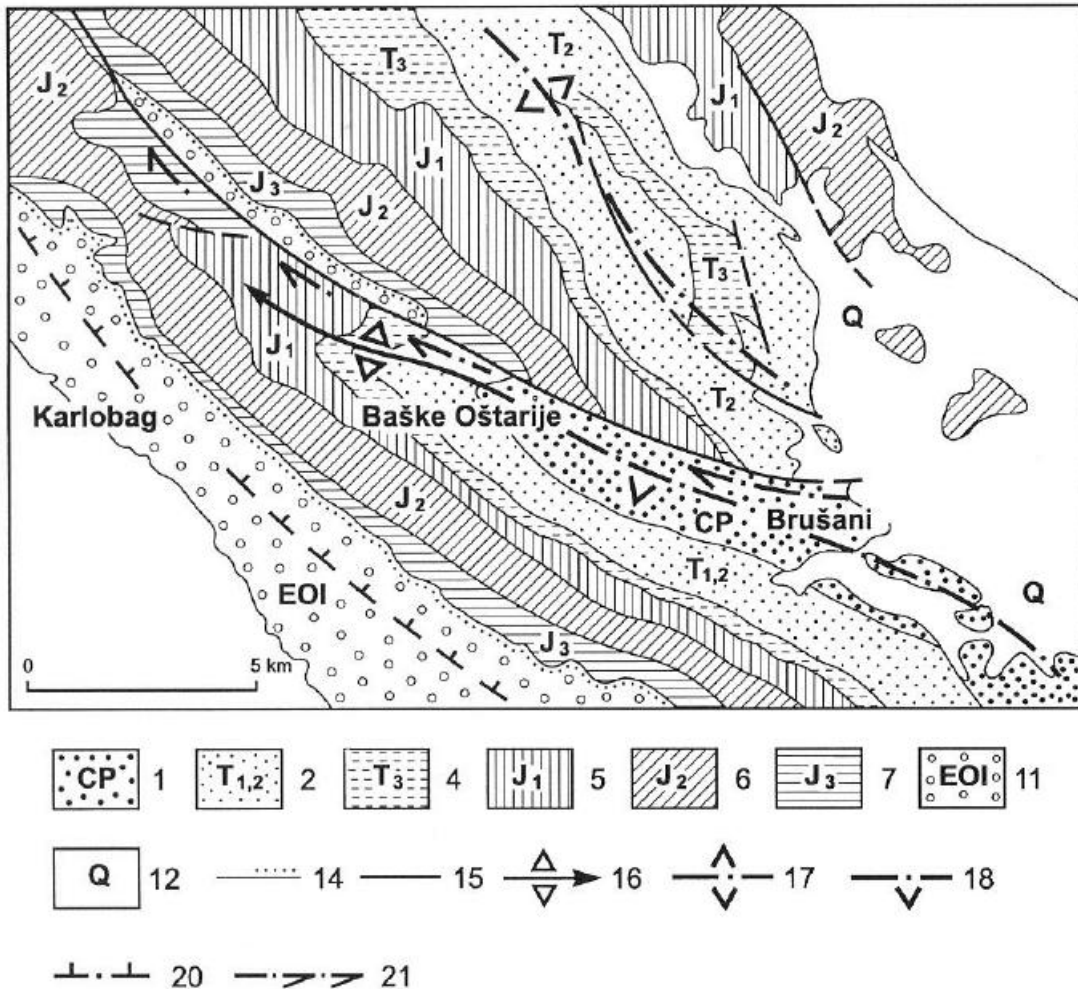 T₂
T₃
J₁
J₂
J₂
J₁
J₃
J₂
T₃
Q
J₁
Karlobag
Baške Oštarije
T₂
J₂
CP
Brušani
T₁,₂
EOI
Q
J₃
0
5 km
CP 1 T₁,₂ 2 T₃ 4 J₁ 5 J₂ 6 J₃ 7 EOI 11
Q 12 14 15 16 17 18
20 21